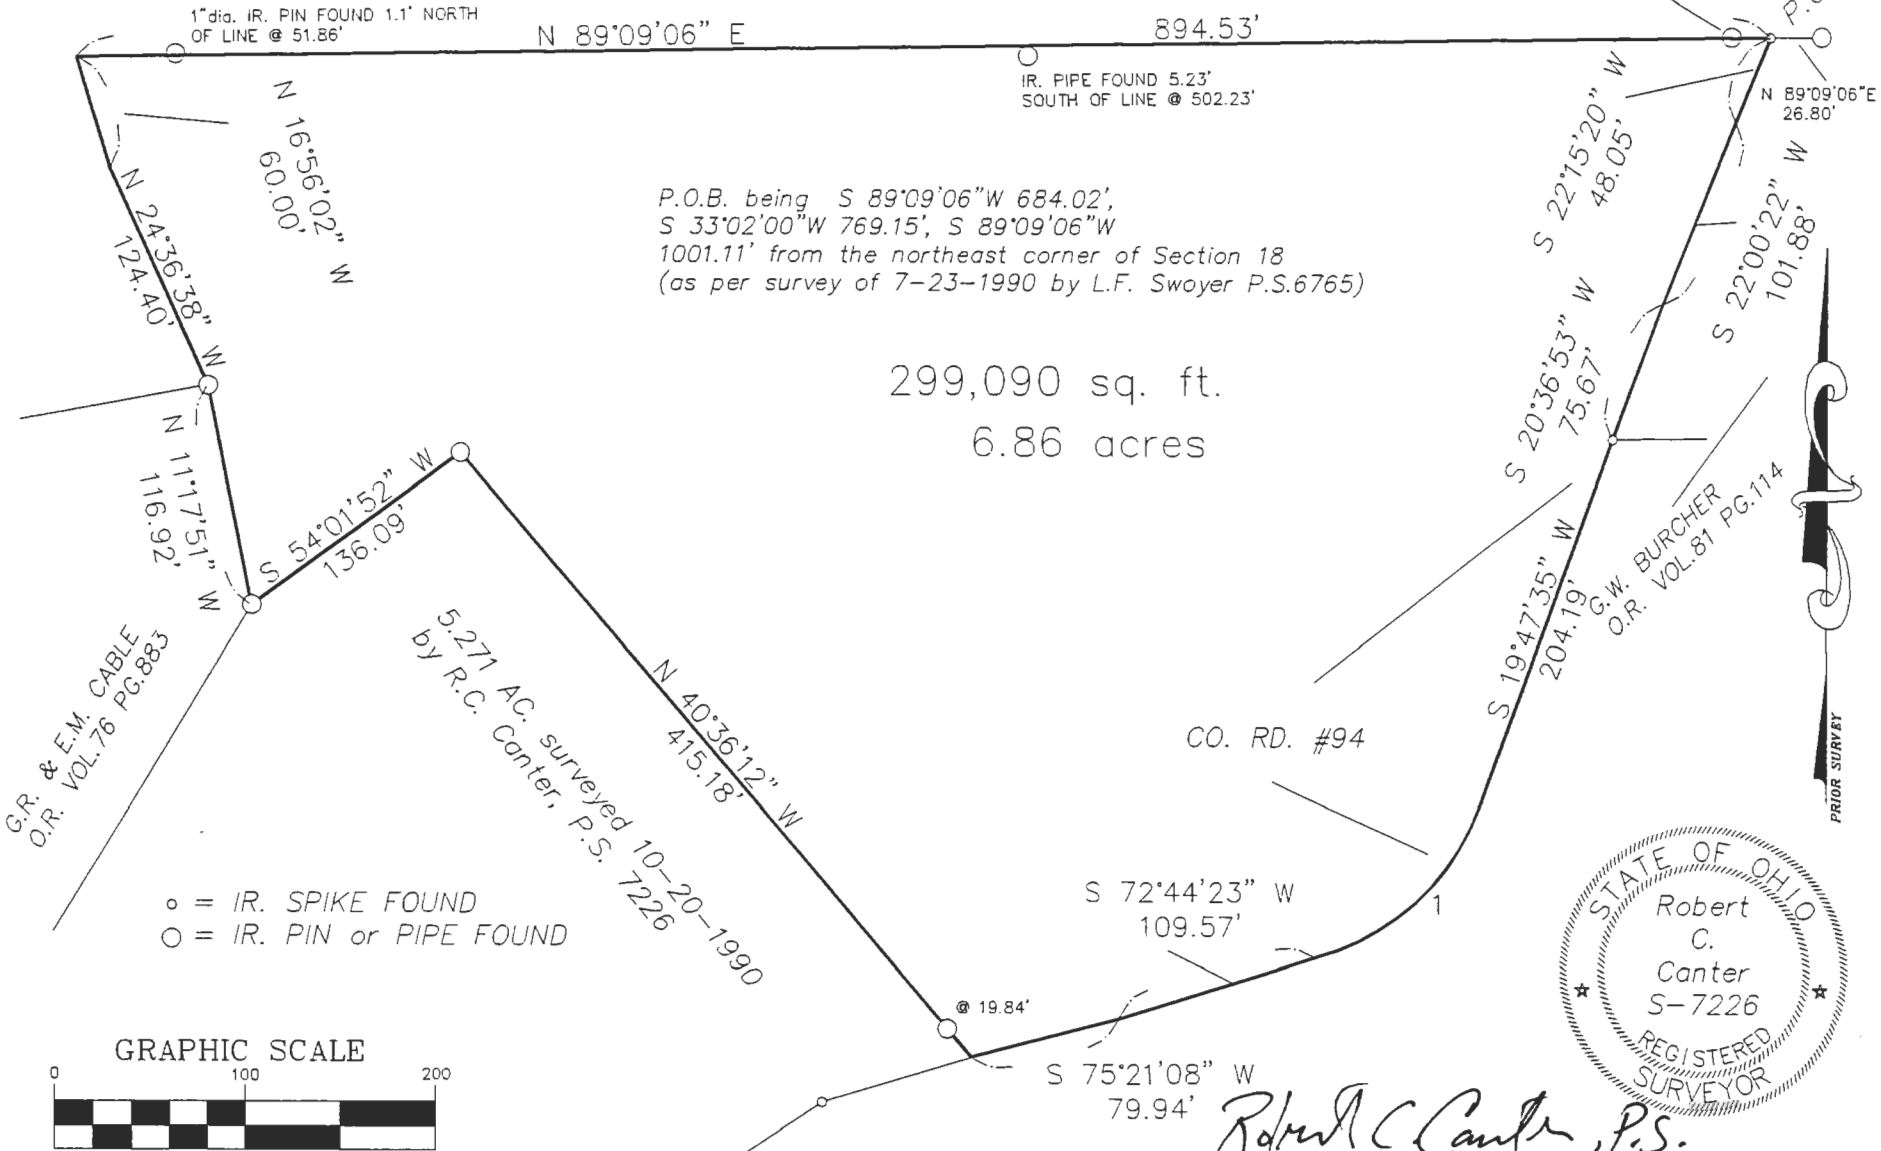 1"dia. IR. PIN FOUND 1.1' NORTH
OF LINE @ 51.86'
N 89°09'06" E
894.53'
IR. PIPE FOUND 5.23'
SOUTH OF LINE @ 502.23'
N 89°09'06"E
26.80'
N 16°56'02" W
60.00'
N 24°36'38" W
124.40'
N 11°17'51" W
116.92'
S 54°01'52" W
136.09'
P.O.B. being S 89°09'06"W 684.02',
S 33°02'00"W 769.15', S 89°09'06"W
1001.11' from the northeast corner of Section 18
(as per survey of 7-23-1990 by L.F. Swoyer P.S.6765)
299,090 sq. ft.
6.86 acres
S 22°15'20" W
48.05'
S 22°00'22" W
101.88'
S 20°36'53" W
75.67'
S 19°47'35" W
204.19'
G.W. BURCHER
O.R. VOL.81 PG.114
G.R. & E.M. CABLE
O.R. VOL.76 PG.883
5.271 AC. surveyed 10-20-1990
by R.C. Canter, P.S. 7226
N 40°36'12" W
415.18'
CO. RD. #94
1
S 72°44'23" W
109.57'
@ 19.84'
S 75°21'08" W
79.94'
o = IR. SPIKE FOUND
O = IR. PIN or PIPE FOUND
GRAPHIC SCALE
0 100 200
PRIOR SURVEY
STATE OF OHIO
Robert
C.
Canter
S-7226
REGISTERED
SURVEYOR
Robert C Canter, P.S.